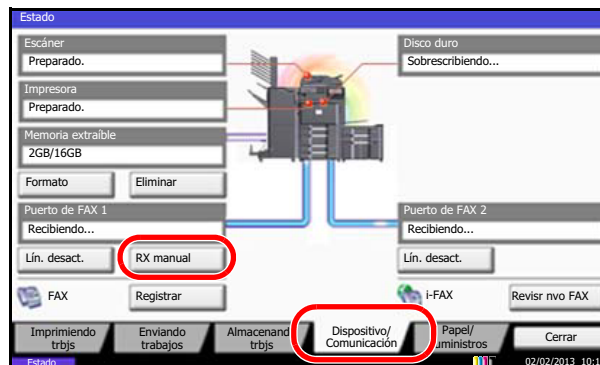 Estado
Escáner
Preparado.
Impresora
Preparado.
Memoria extraíble
2GB/16GB
Formato
Eliminar
Puerto de FAX 1
Recibiendo...
Lín. desact.
RX manual
FAX
Registrar
Disco duro
Sobrescribiendo...
Puerto de FAX 2
Recibiendo...
Lín. desact.
i-FAX
Revisr nvo FAX
Imprimiendo
trbjs
Enviando
trabajos
Almacenand
trbjs
Dispositivo/
Comunicación
Papel/
uministros
Cerrar
Estado
02/02/2013 10:1